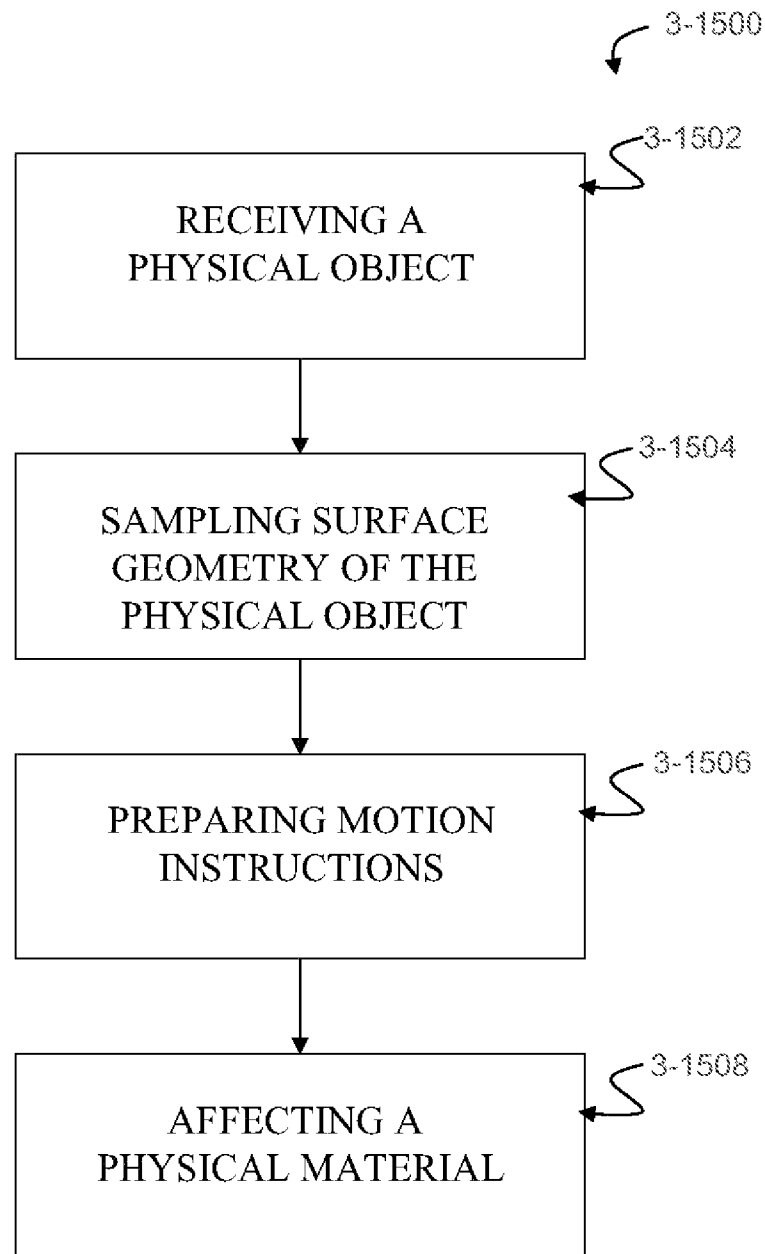 3-1500
3-1502
RECEIVING A
PHYSICAL OBJECT
3-1504
SAMPLING SURFACE
GEOMETRY OF THE
PHYSICAL OBJECT
3-1506
PREPARING MOTION
INSTRUCTIONS
3-1508
AFFECTING A
PHYSICAL MATERIAL